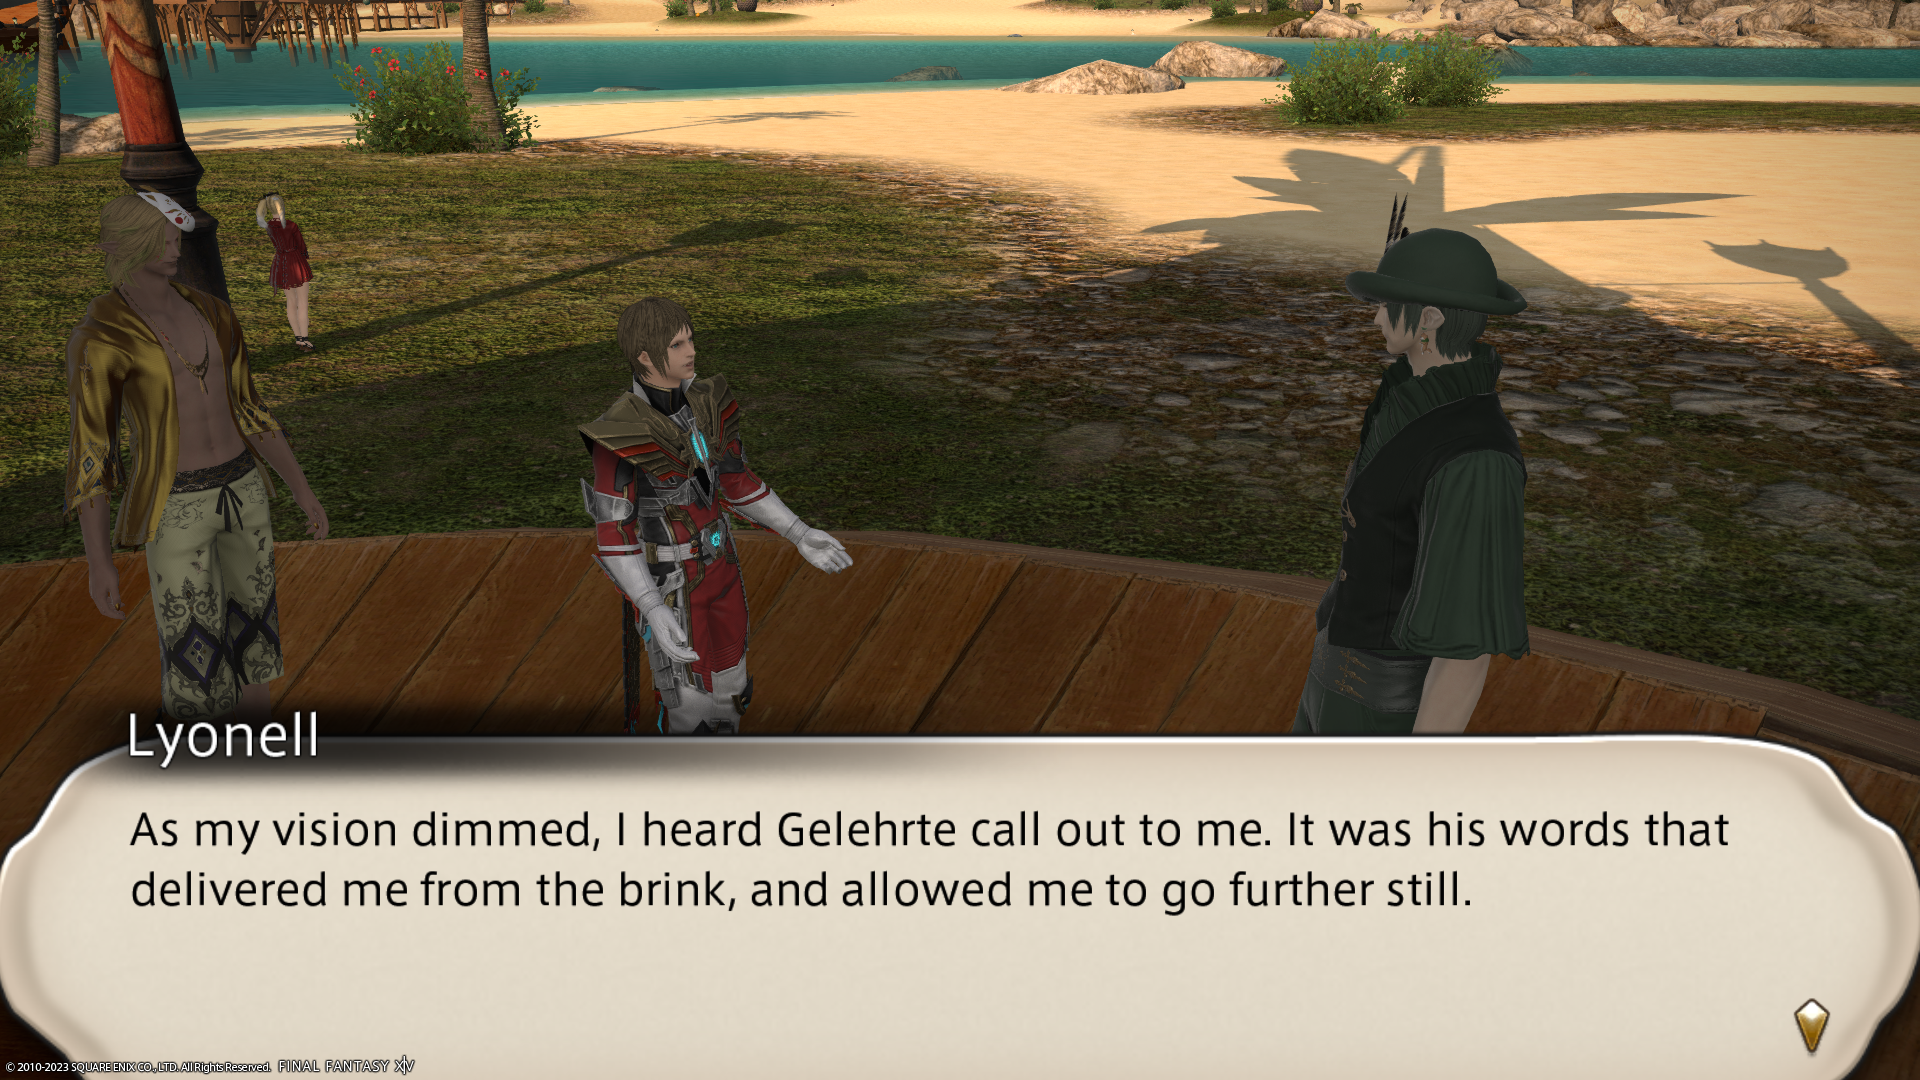 Lyonell
As my vision dimmed, I heard Gelehrte call out to me. It was his words that
delivered me from the brink, and allowed me to go further still.
© 2010-2023 SQUARE ENIX CO., LTD. All Rights Reserved. FINAL FANTASY XIV